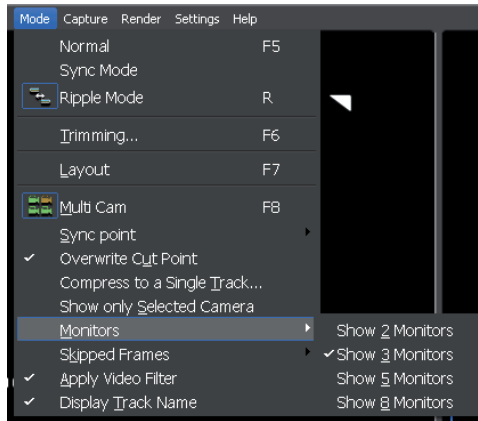 Mode Capture Render Settings Help
Normal F5
Sync Mode
Ripple Mode R
Trimming... F6
Layout F7
Multi Cam F8
Sync point
Overwrite Cut Point
Compress to a Single Track...
Show only Selected Camera
Monitors
Show 2 Monitors
Skipped Frames
Show 3 Monitors
Apply Video Filter
Show 5 Monitors
Display Track Name
Show 8 Monitors